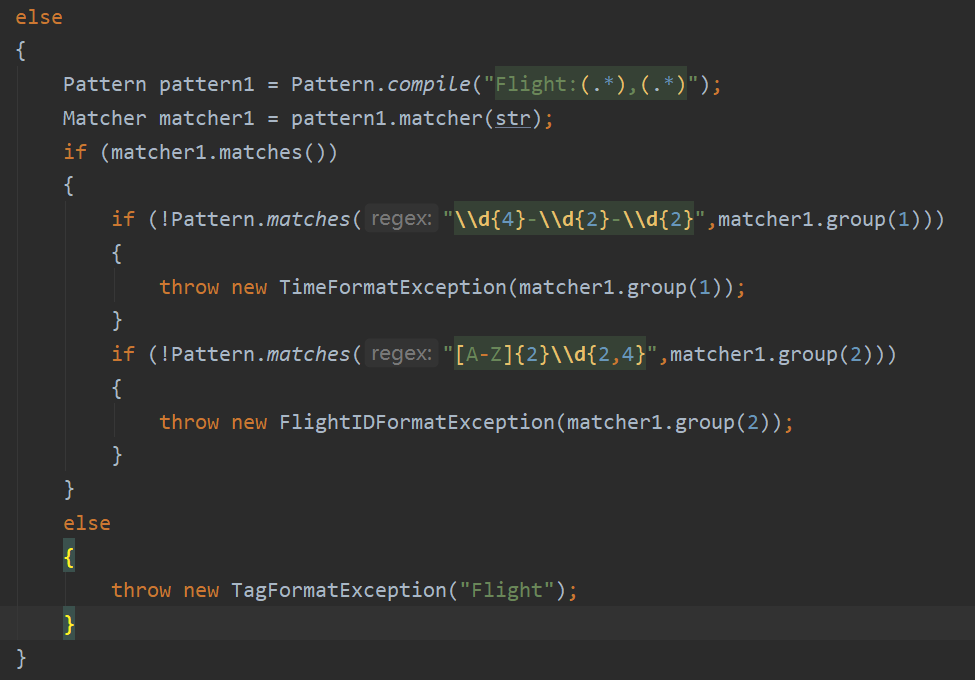 else
{
    Pattern pattern1 = Pattern.compile("Flight:(.*),(.*)");
    Matcher matcher1 = pattern1.matcher(str);
    if (matcher1.matches())
    {
        if (!Pattern.matches( regex: "\\d{4}-\\d{2}-\\d{2}",matcher1.group(1)))
        {
            throw new TimeFormatException(matcher1.group(1));
        }
        if (!Pattern.matches( regex: "[A-Z]{2}\\d{2,4}",matcher1.group(2)))
        {
            throw new FlightIDFormatException(matcher1.group(2));
        }
    }
    else
    {
        throw new TagFormatException("Flight");
    }
}